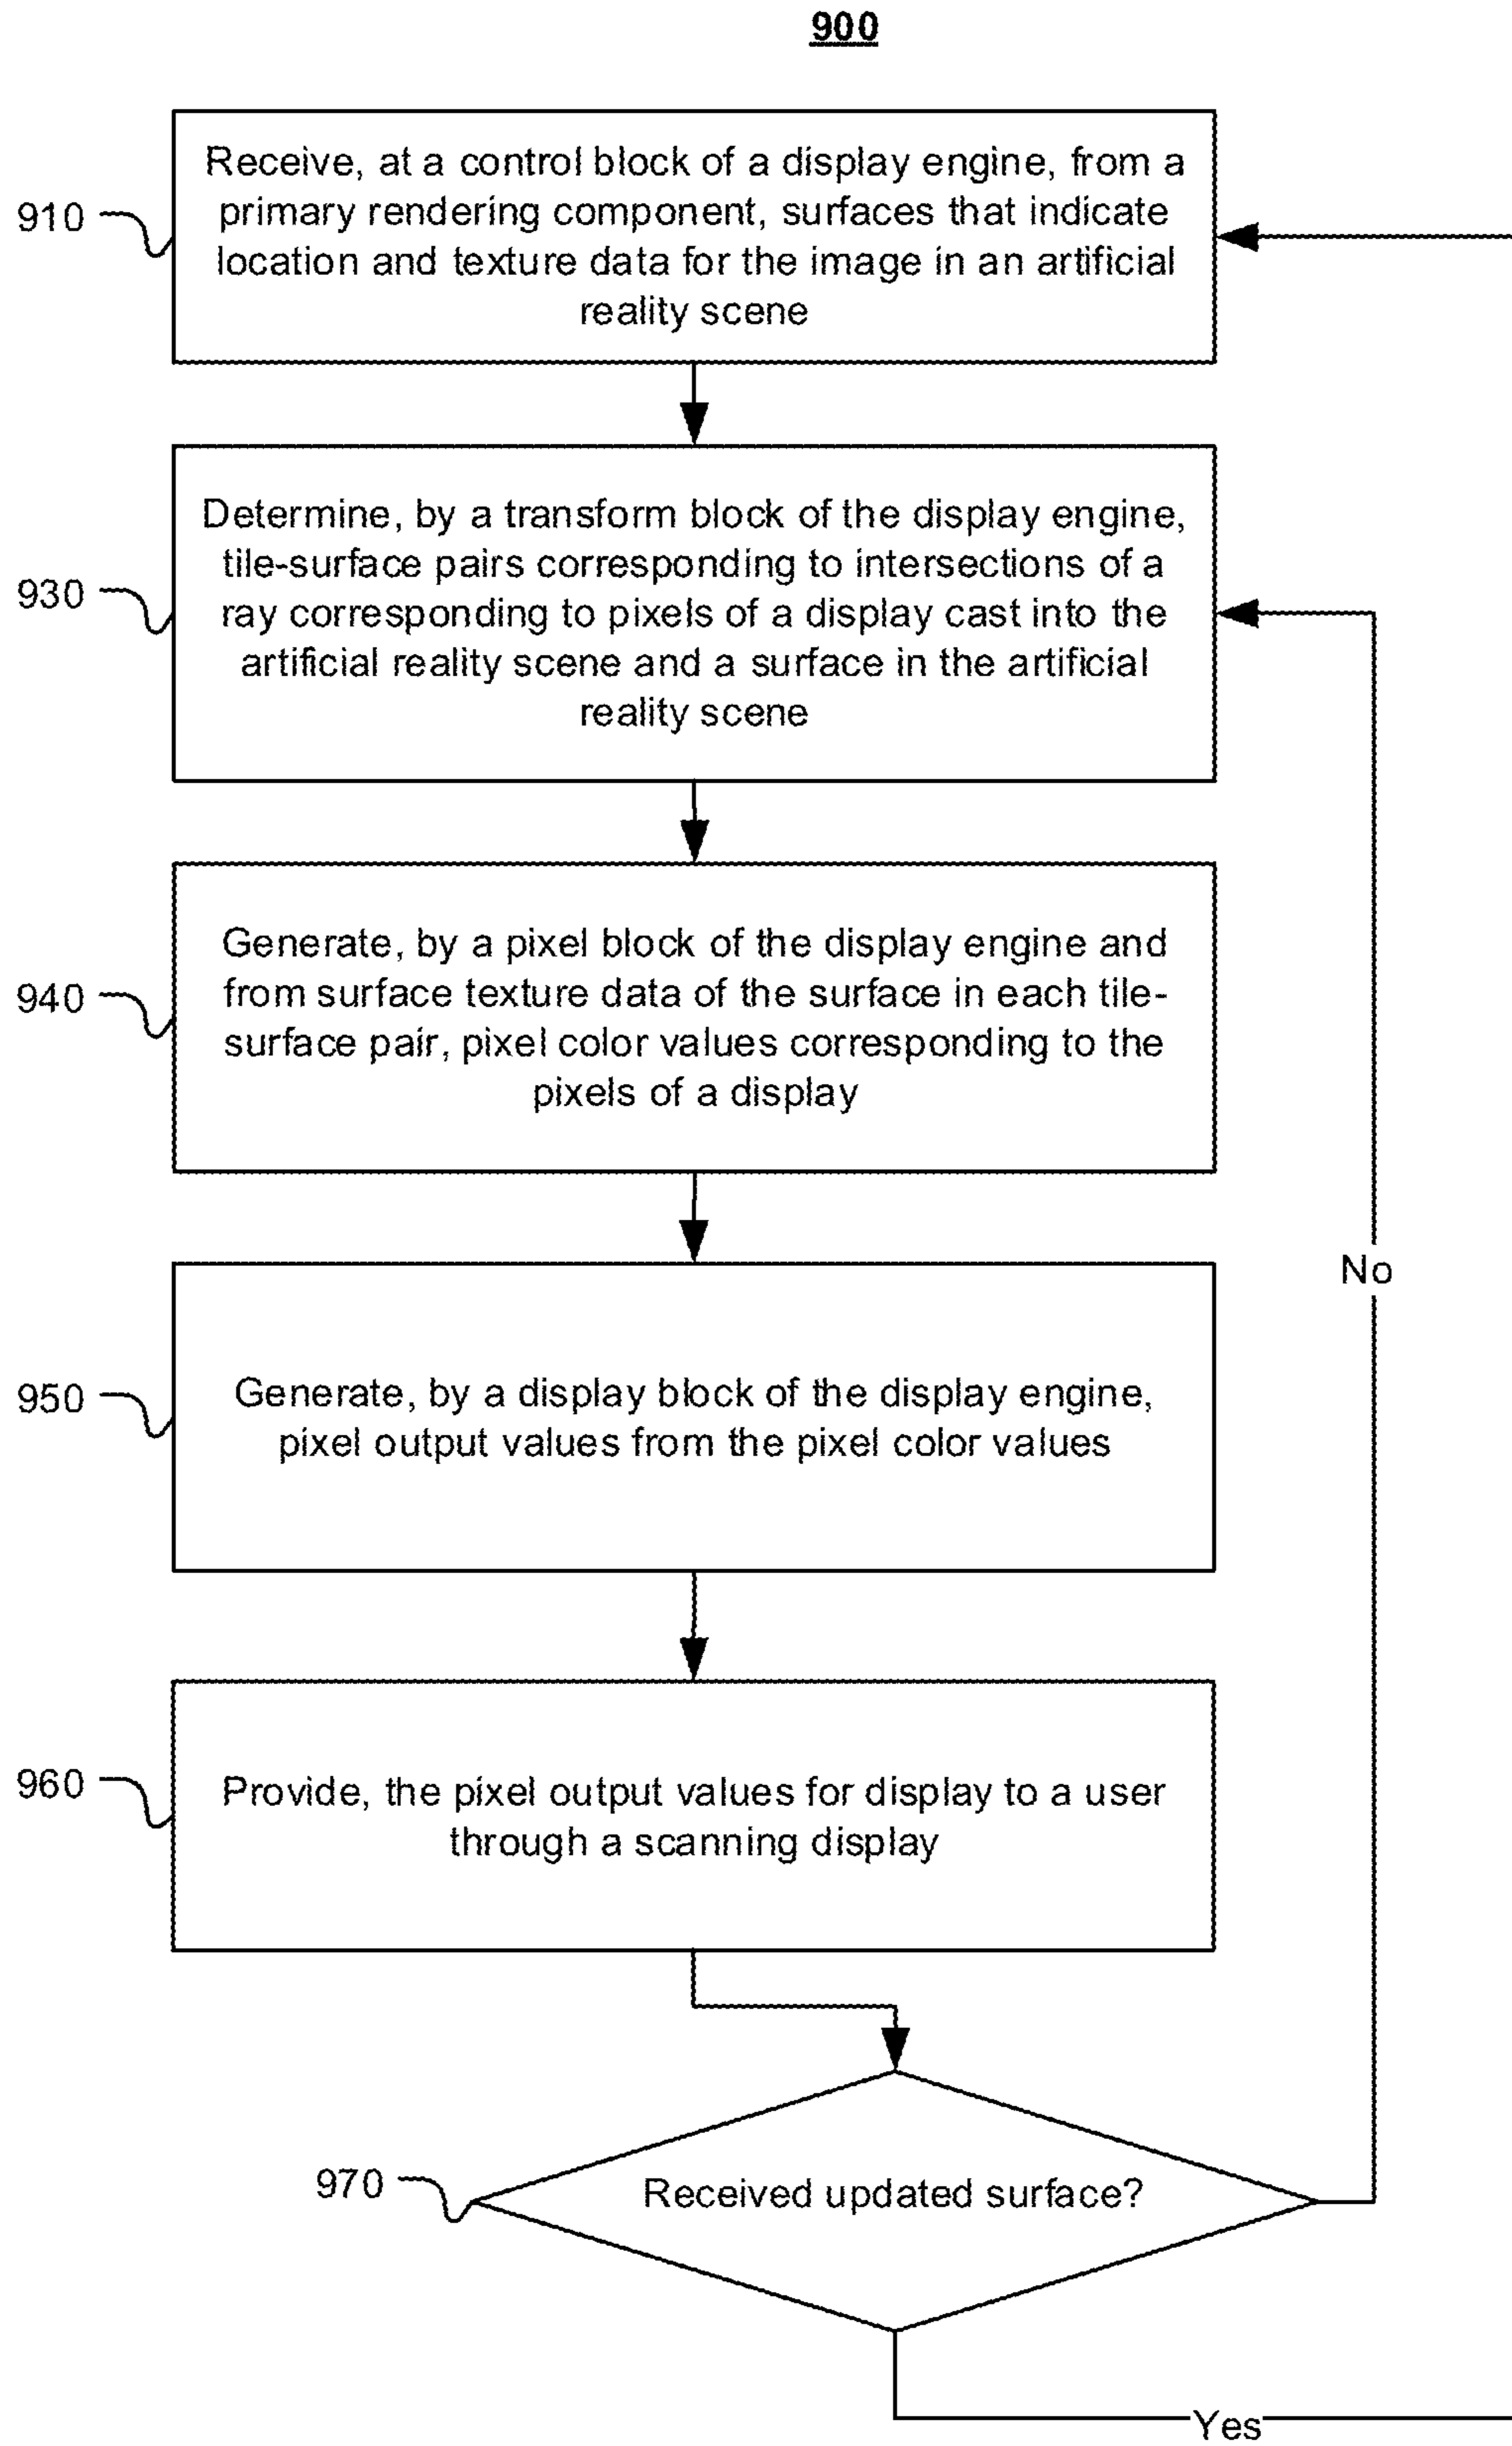 900
910
Receive, at a control block of a display engine, from a
primary rendering component, surfaces that indicate
location and texture data for the image in an artificial
reality scene
930
Determine, by a transform block of the display engine,
tile-surface pairs corresponding to intersections of a
ray corresponding to pixels of a display cast into the
artificial reality scene and a surface in the artificial
reality scene
940
Generate, by a pixel block of the display engine and
from surface texture data of the surface in each tile-
surface pair, pixel color values corresponding to the
pixels of a display
No
950
Generate, by a display block of the display engine,
pixel output values from the pixel color values
960
Provide, the pixel output values for display to a user
through a scanning display
970
Received updated surface?
Yes